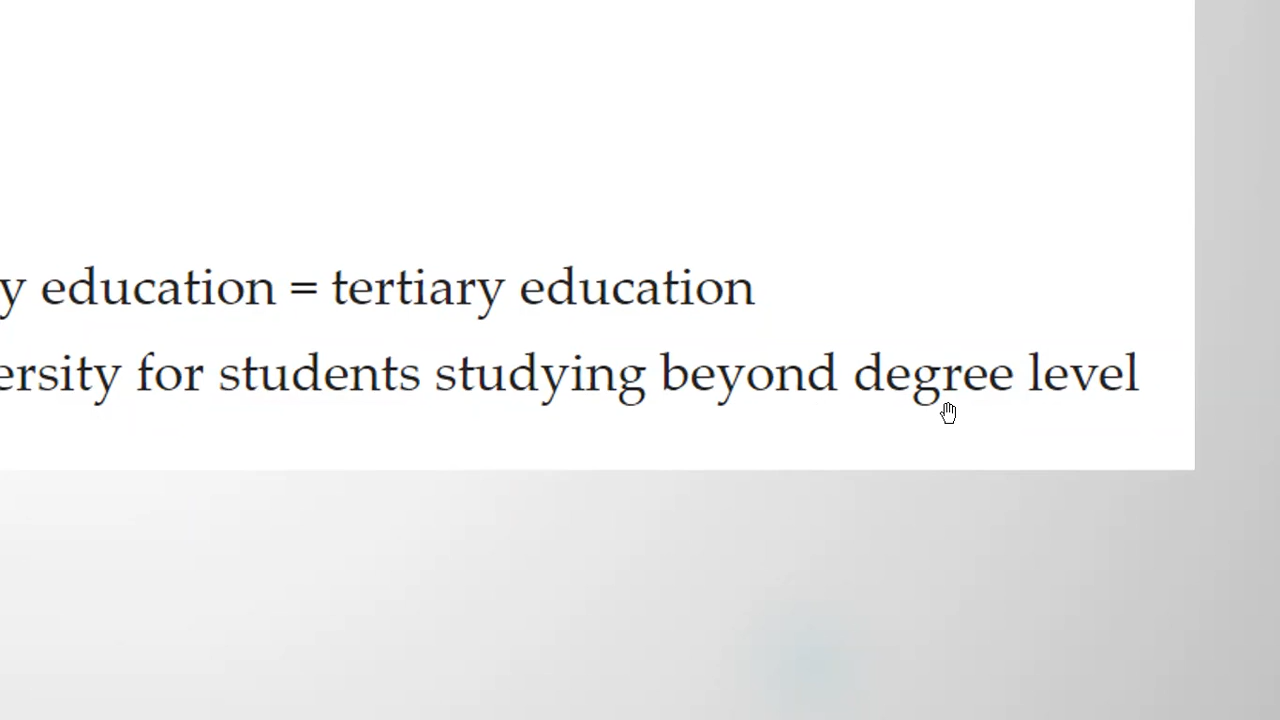 y education = tertiary education
ersity for students studying beyond degree level